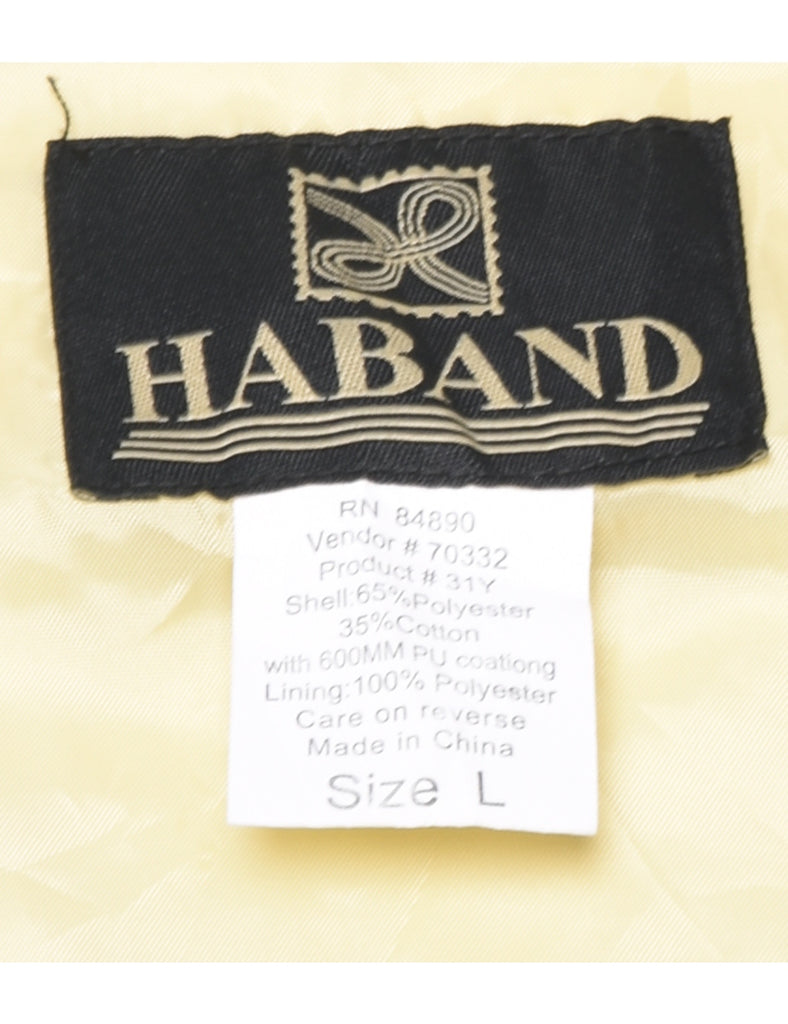 HABAND
RN 84890
Vendor # 70332
Product # 31Y
Shell:65%Polyester
35%Cotton
with 600MM PU coationg
Lining:100% Polyester
Care on reverse
Made in China
Size L